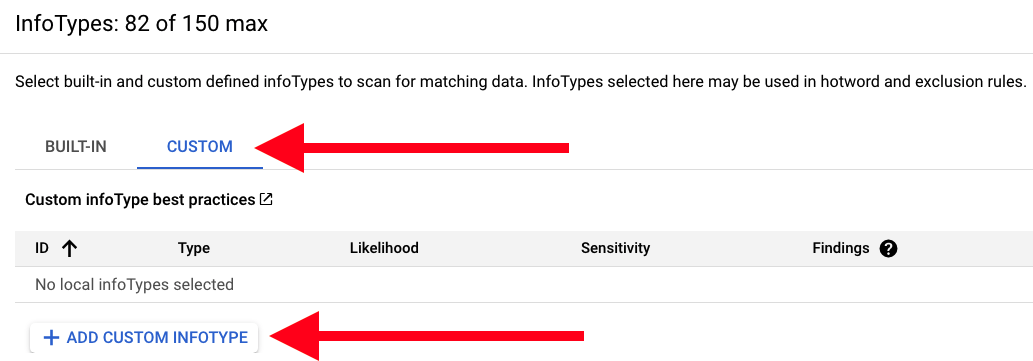 InfoTypes: 82 of 150 max
Select built-in and custom defined infoTypes to scan for matching data. InfoTypes selected here may be used in hotword and exclusion rules.
BUILT-IN CUSTOM
Custom infoType best practices
ID Type Likelihood Sensitivity Findings ?
No local infoTypes selected
+ ADD CUSTOM INFOTYPE